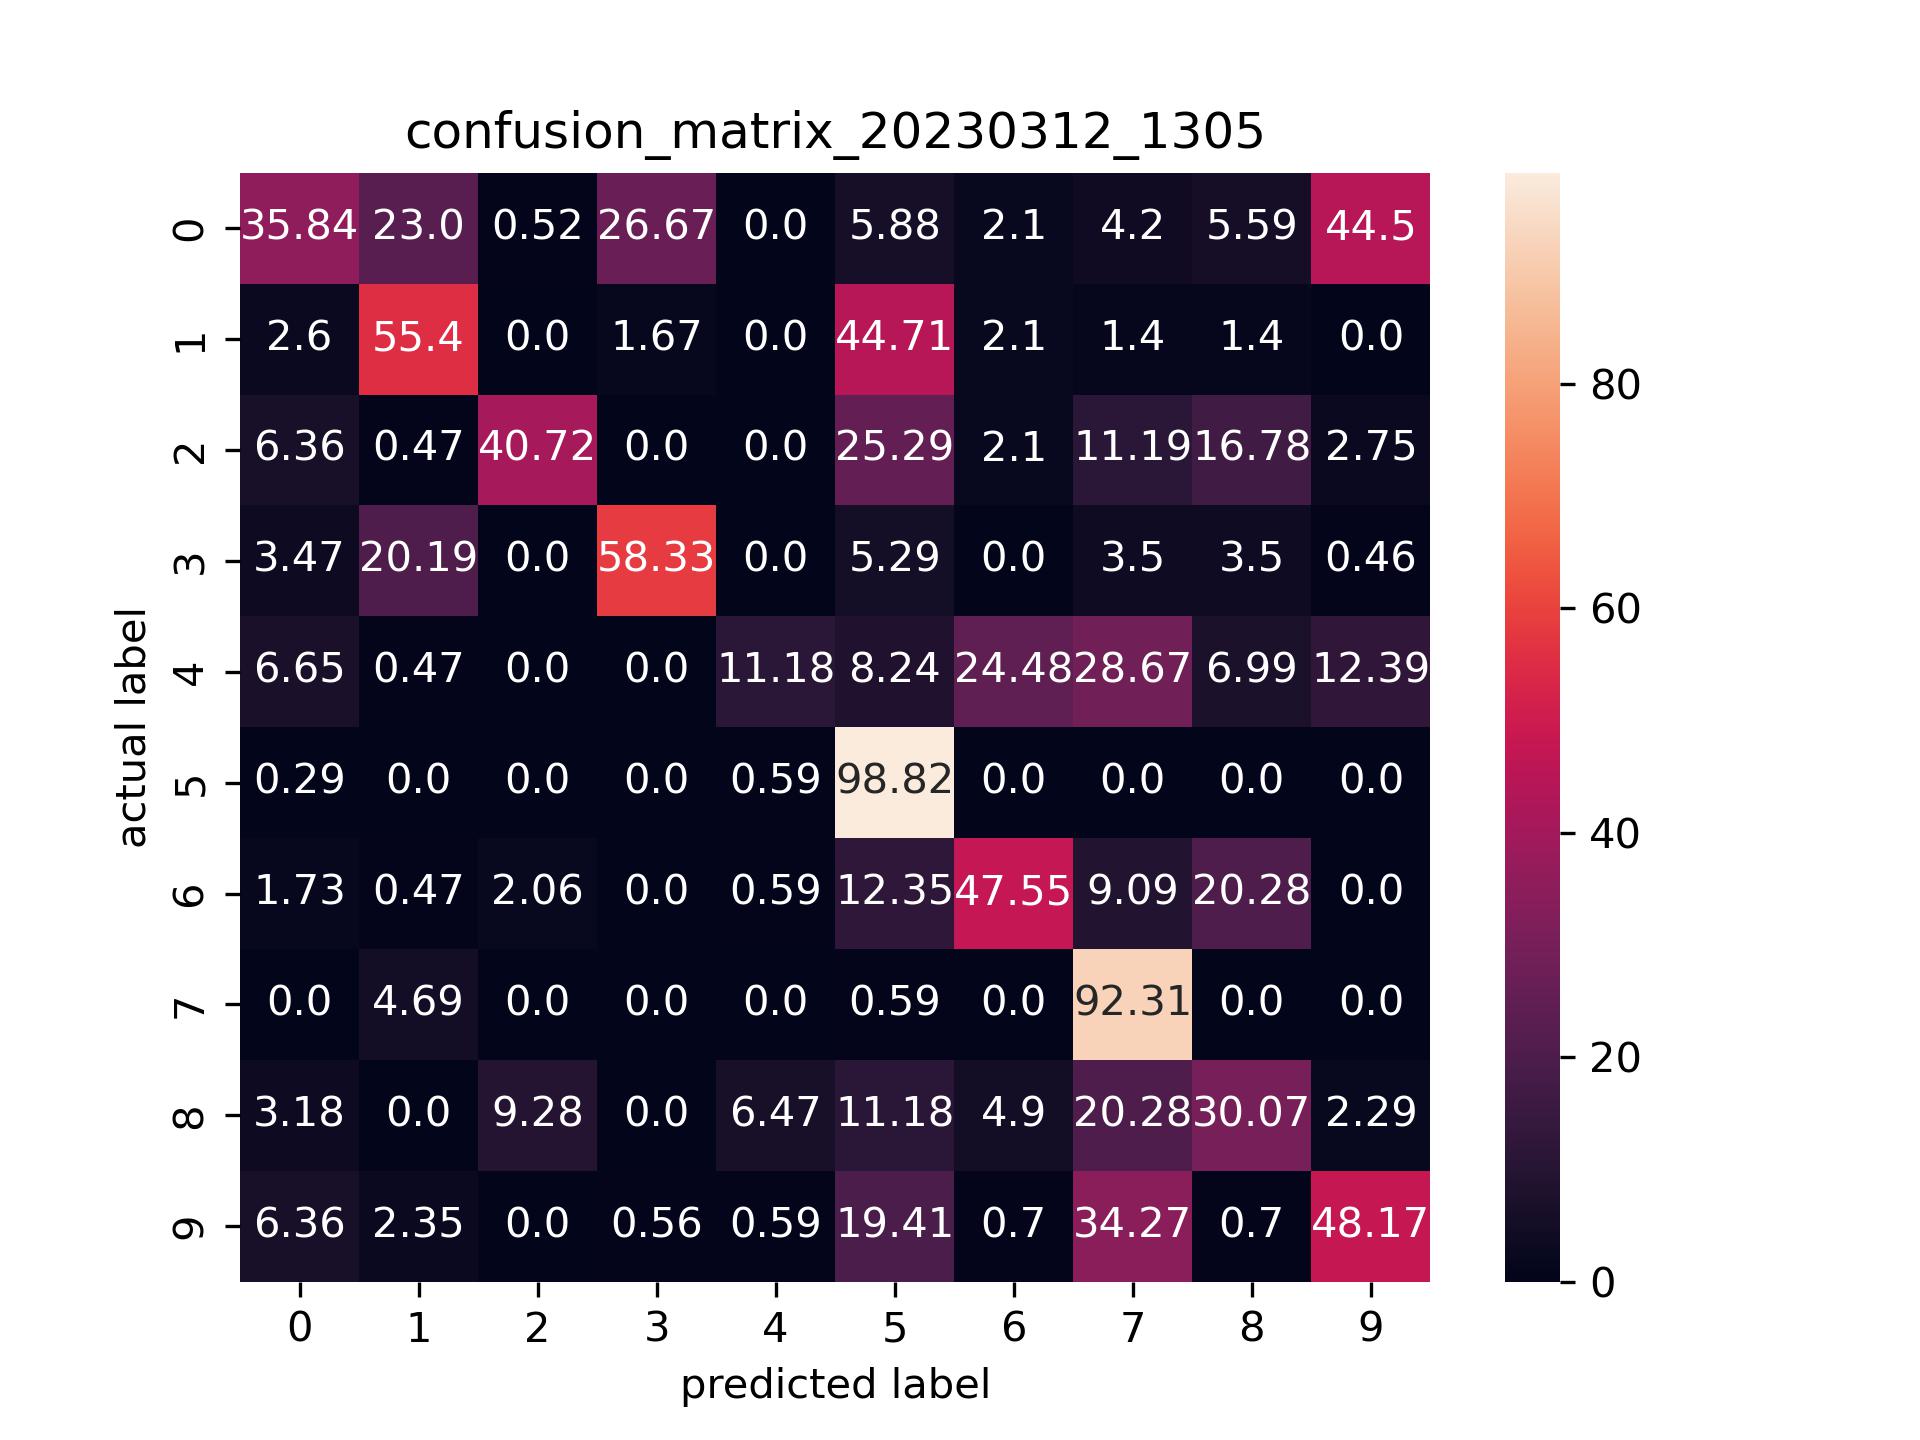 confusion_matrix_20230312_1305
0 35.84 23.0 0.52 26.67 0.0 5.88 2.1 4.2 5.59 44.5
1 2.6 55.4 0.0 1.67 0.0 44.71 2.1 1.4 1.4 0.0
2 6.36 0.47 40.72 0.0 0.0 25.29 2.1 11.19 16.78 2.75
3 3.47 20.19 0.0 58.33 0.0 5.29 0.0 3.5 3.5 0.46
4 6.65 0.47 0.0 0.0 11.18 8.24 24.48 28.67 6.99 12.39
5 0.29 0.0 0.0 0.0 0.59 98.82 0.0 0.0 0.0 0.0
6 1.73 0.47 2.06 0.0 0.59 12.35 47.55 9.09 20.28 0.0
7 0.0 4.69 0.0 0.0 0.0 0.59 0.0 92.31 0.0 0.0
8 3.18 0.0 9.28 0.0 6.47 11.18 4.9 20.28 30.07 2.29
9 6.36 2.35 0.0 0.56 0.59 19.41 0.7 34.27 0.7 48.17
0 1 2 3 4 5 6 7 8 9
predicted label
actual label
80
60
40
20
0